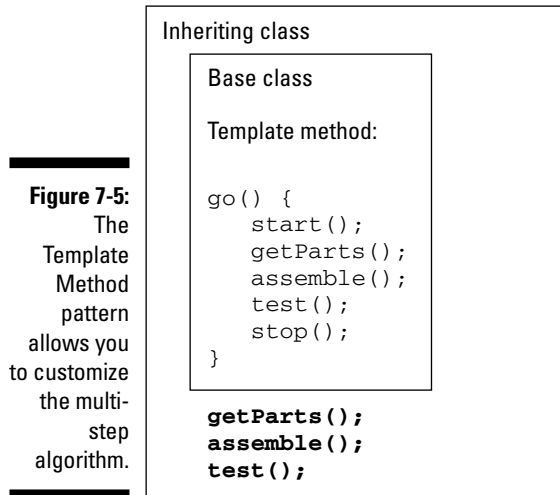 Inheriting class
Base class
Template method:
go() {
start();
getParts();
assemble();
test();
stop();
}
getParts();
assemble();
test();
Figure 7-5:
The
Template
Method
pattern
allows you
to customize
the multi-
step
algorithm.